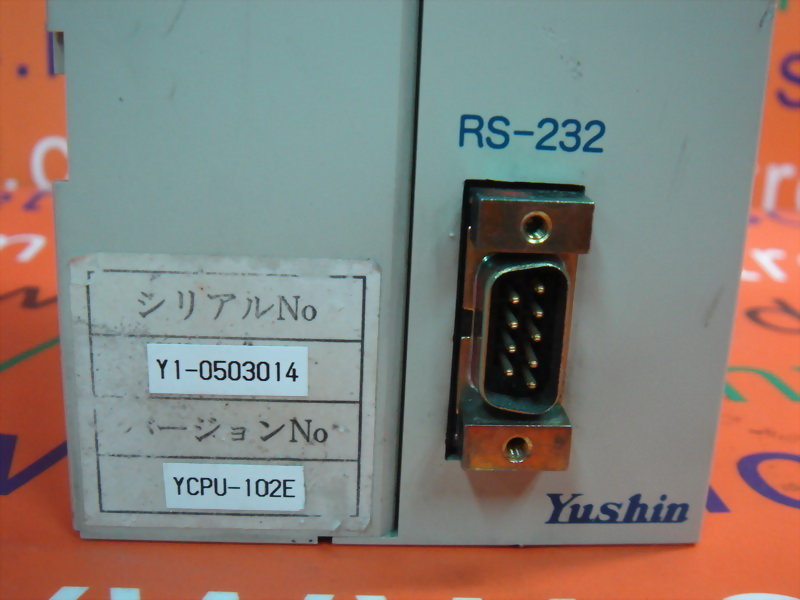 RS-232
シリアルNo
Y1-0503014
バージョンNo
YCPU-102E
Yushin